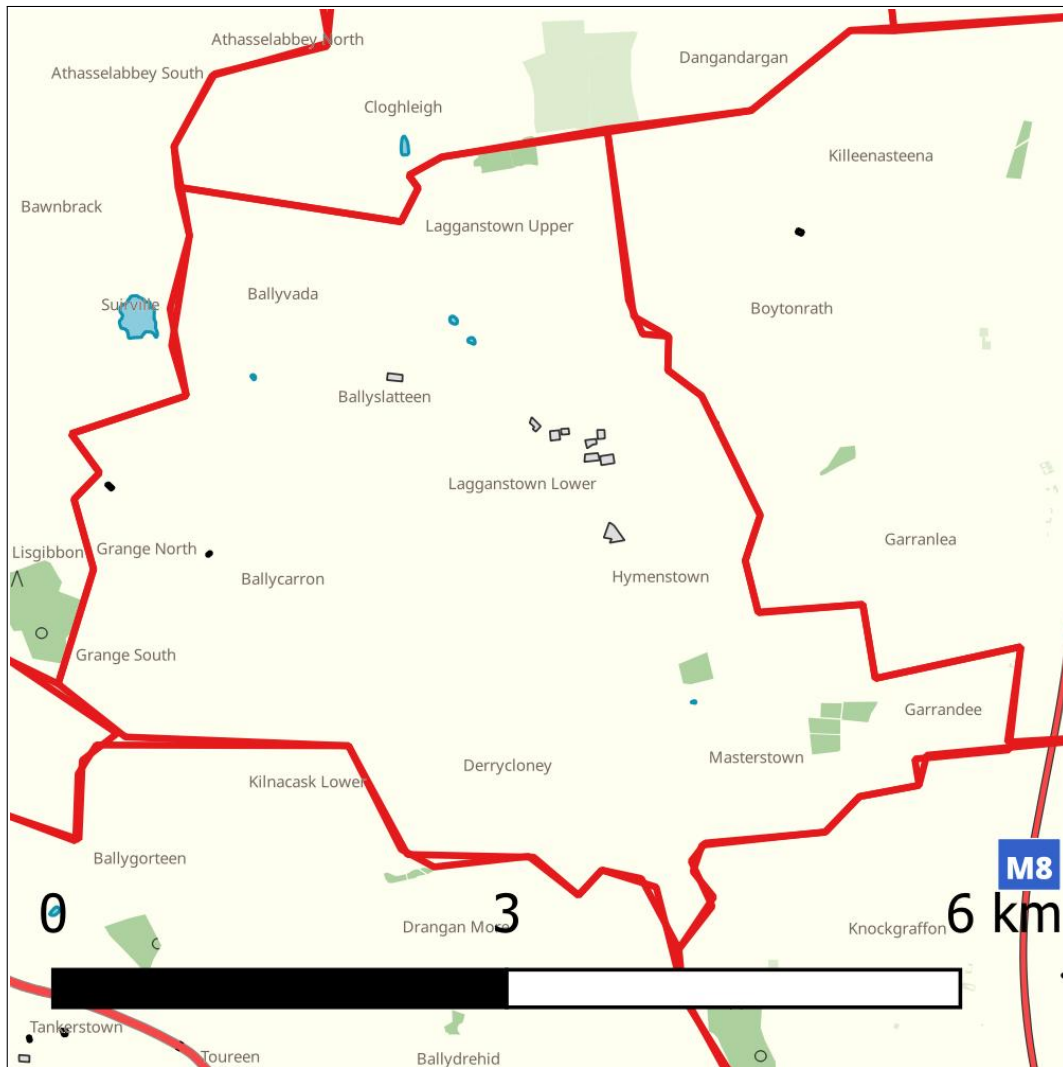 Athasselabbey North
Dangandargan
Athasselabbey South
Cloghleigh
Killeenasteena
Bawnbrack
Lagganstown Upper
Ballyvada
Suirville
Boytonrath
Ballyslatteen
Lagganstown Lower
Garranlea
Lisgibbon
Grange North
Ballycarron
Hymenstown
Grange South
Garrandee
Masterstown
Derrycloney
Kilnacask Lower
Ballygorteen
M8
0 3 6 km
Drangan More
Knockgraffon
Tankerstown
Toureen
Ballydrehid